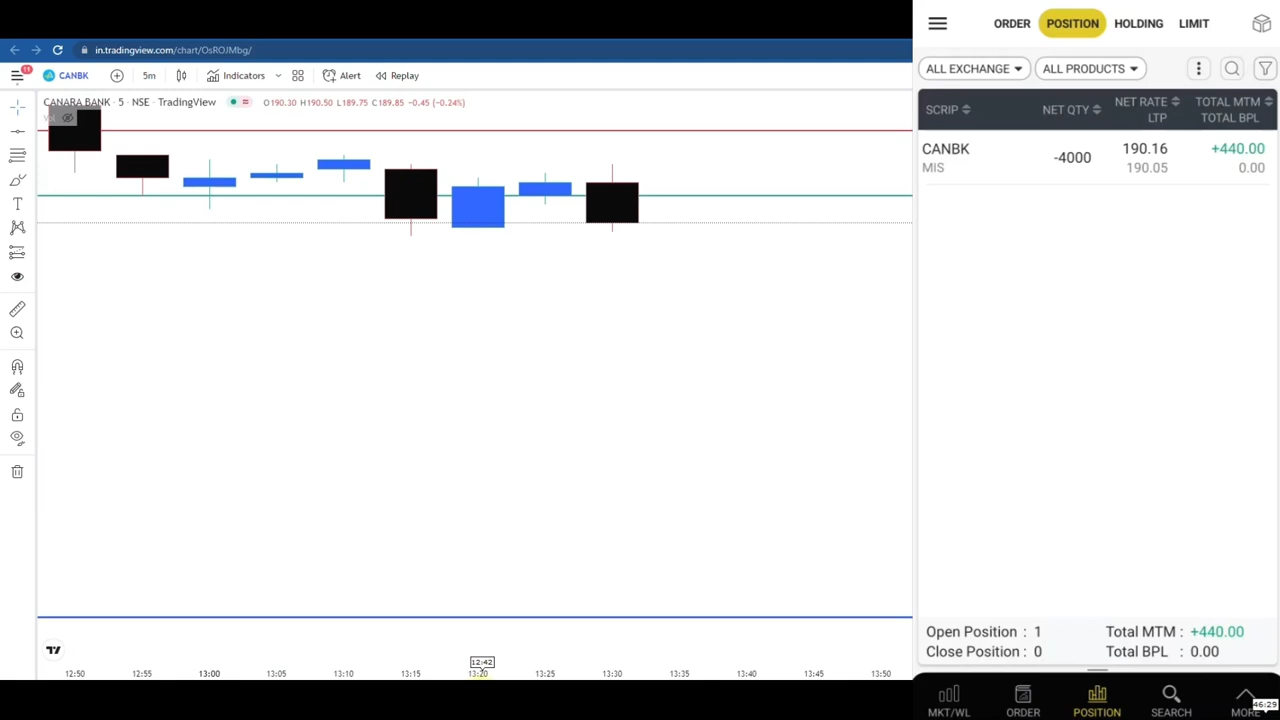 in.tradingview.com/chart/OsROJMbg/
11
CANBK
5m
Indicators
Alert
Replay
CANARA BANK · 5 · NSE · TradingView
O190.30 H190.50 L189.75 C189.85 -0.45 (-0.24%)
12:42
12:50 12:55 13:00 13:05 13:10 13:15 13:20 13:25 13:30 13:35 13:40 13:45 13:50
ORDER POSITION HOLDING LIMIT
ALL EXCHANGE ALL PRODUCTS
SCRIP NET QTY NET RATE TOTAL MTM
LTP TOTAL BPL
CANBK -4000 190.16 +440.00
MIS 190.05 0.00
Open Position : 1 Total MTM : +440.00
Close Position : 0 Total BPL : 0.00
MKT/WL ORDER POSITION SEARCH MORE
46:29